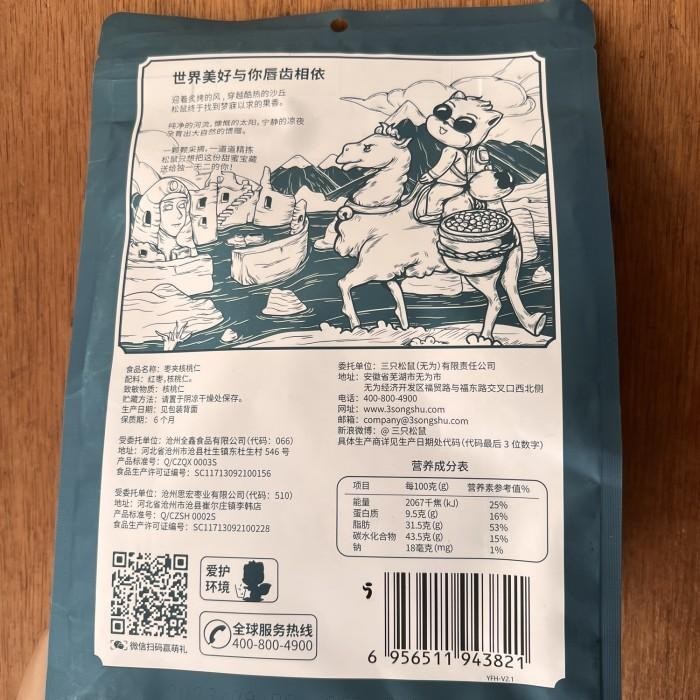 世界美好与你唇齿相依
迎着炙烤的风，穿越酷热的沙丘
松鼠终于找到梦寐以求的果香。
纯净的河流，慷慨的太阳，宁静的凉夜
孕育出大自然的馈赠。
一颗颗采摘，一道道精拣
松鼠只想把这份甜蜜宝藏
送给独一无二的你！
食品名称：枣夹核桃仁
配料：红枣，核桃仁。
致敏物质：核桃仁
贮藏方法：请置于阴凉干燥处保存。
生产日期：见包装背面
保质期： 6个月
受委托单位：沧州全鑫食品有限公司(代码：066)
地址：河北省沧州市沧县杜生镇东杜生村 546 号
产品标准号：Q/CZQX 0003S
食品生产许可证编号：SC11713092100156
受委托单位：沧州思宏枣业有限公司(代码：510)
地址：河北省沧州市沧县崔尔庄镇李韩店
产品标准号：Q/CZSH 0002S
食品生产许可证编号：SC11713092100228
委托单位：三只松鼠(无为)有限责任公司
地址：安徽省芜湖市无为市
无为经济开发区福贸路与福东路交叉口西北侧
电话：400-800-4900
网址：www.3songshu.com
邮箱：company@3songshu.com
新浪微博：@三只松鼠
具体生产商详见生产日期处代码(代码最后 3 位数字)
营养成分表
项目 每100克(g) 营养素参考值%
能量 2067千焦(kJ) 25%
蛋白质 9.5克(g) 16%
脂肪 31.5克(g) 53%
碳水化合物 43.5克(g) 15%
钠 18毫克(mg) 1%
微信扫码赢萌礼
爱护
环境
全球服务热线
400-800-4900
6 956511 943821
YFH-V2.1